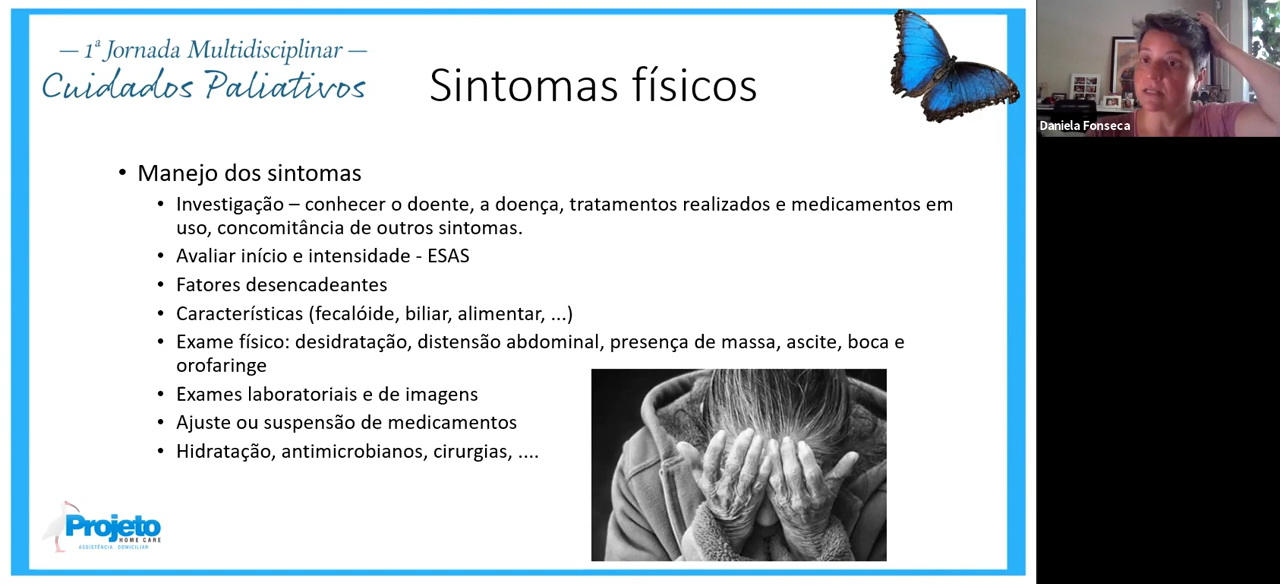 — 1ª Jornada Multidisciplinar —
Cuidados Paliativos
Sintomas físicos
• Manejo dos sintomas
• Investigação – conhecer o doente, a doença, tratamentos realizados e medicamentos em
uso, concomitância de outros sintomas.
• Avaliar início e intensidade - ESAS
• Fatores desencadeantes
• Características (fecalóide, biliar, alimentar, ...)
• Exame físico: desidratação, distensão abdominal, presença de massa, ascite, boca e
orofaringe
• Exames laboratoriais e de imagens
• Ajuste ou suspensão de medicamentos
• Hidratação, antimicrobianos, cirurgias, ....
Projeto
HOME CARE
ASSISTÊNCIA DOMICILIAR
Daniela Fonseca